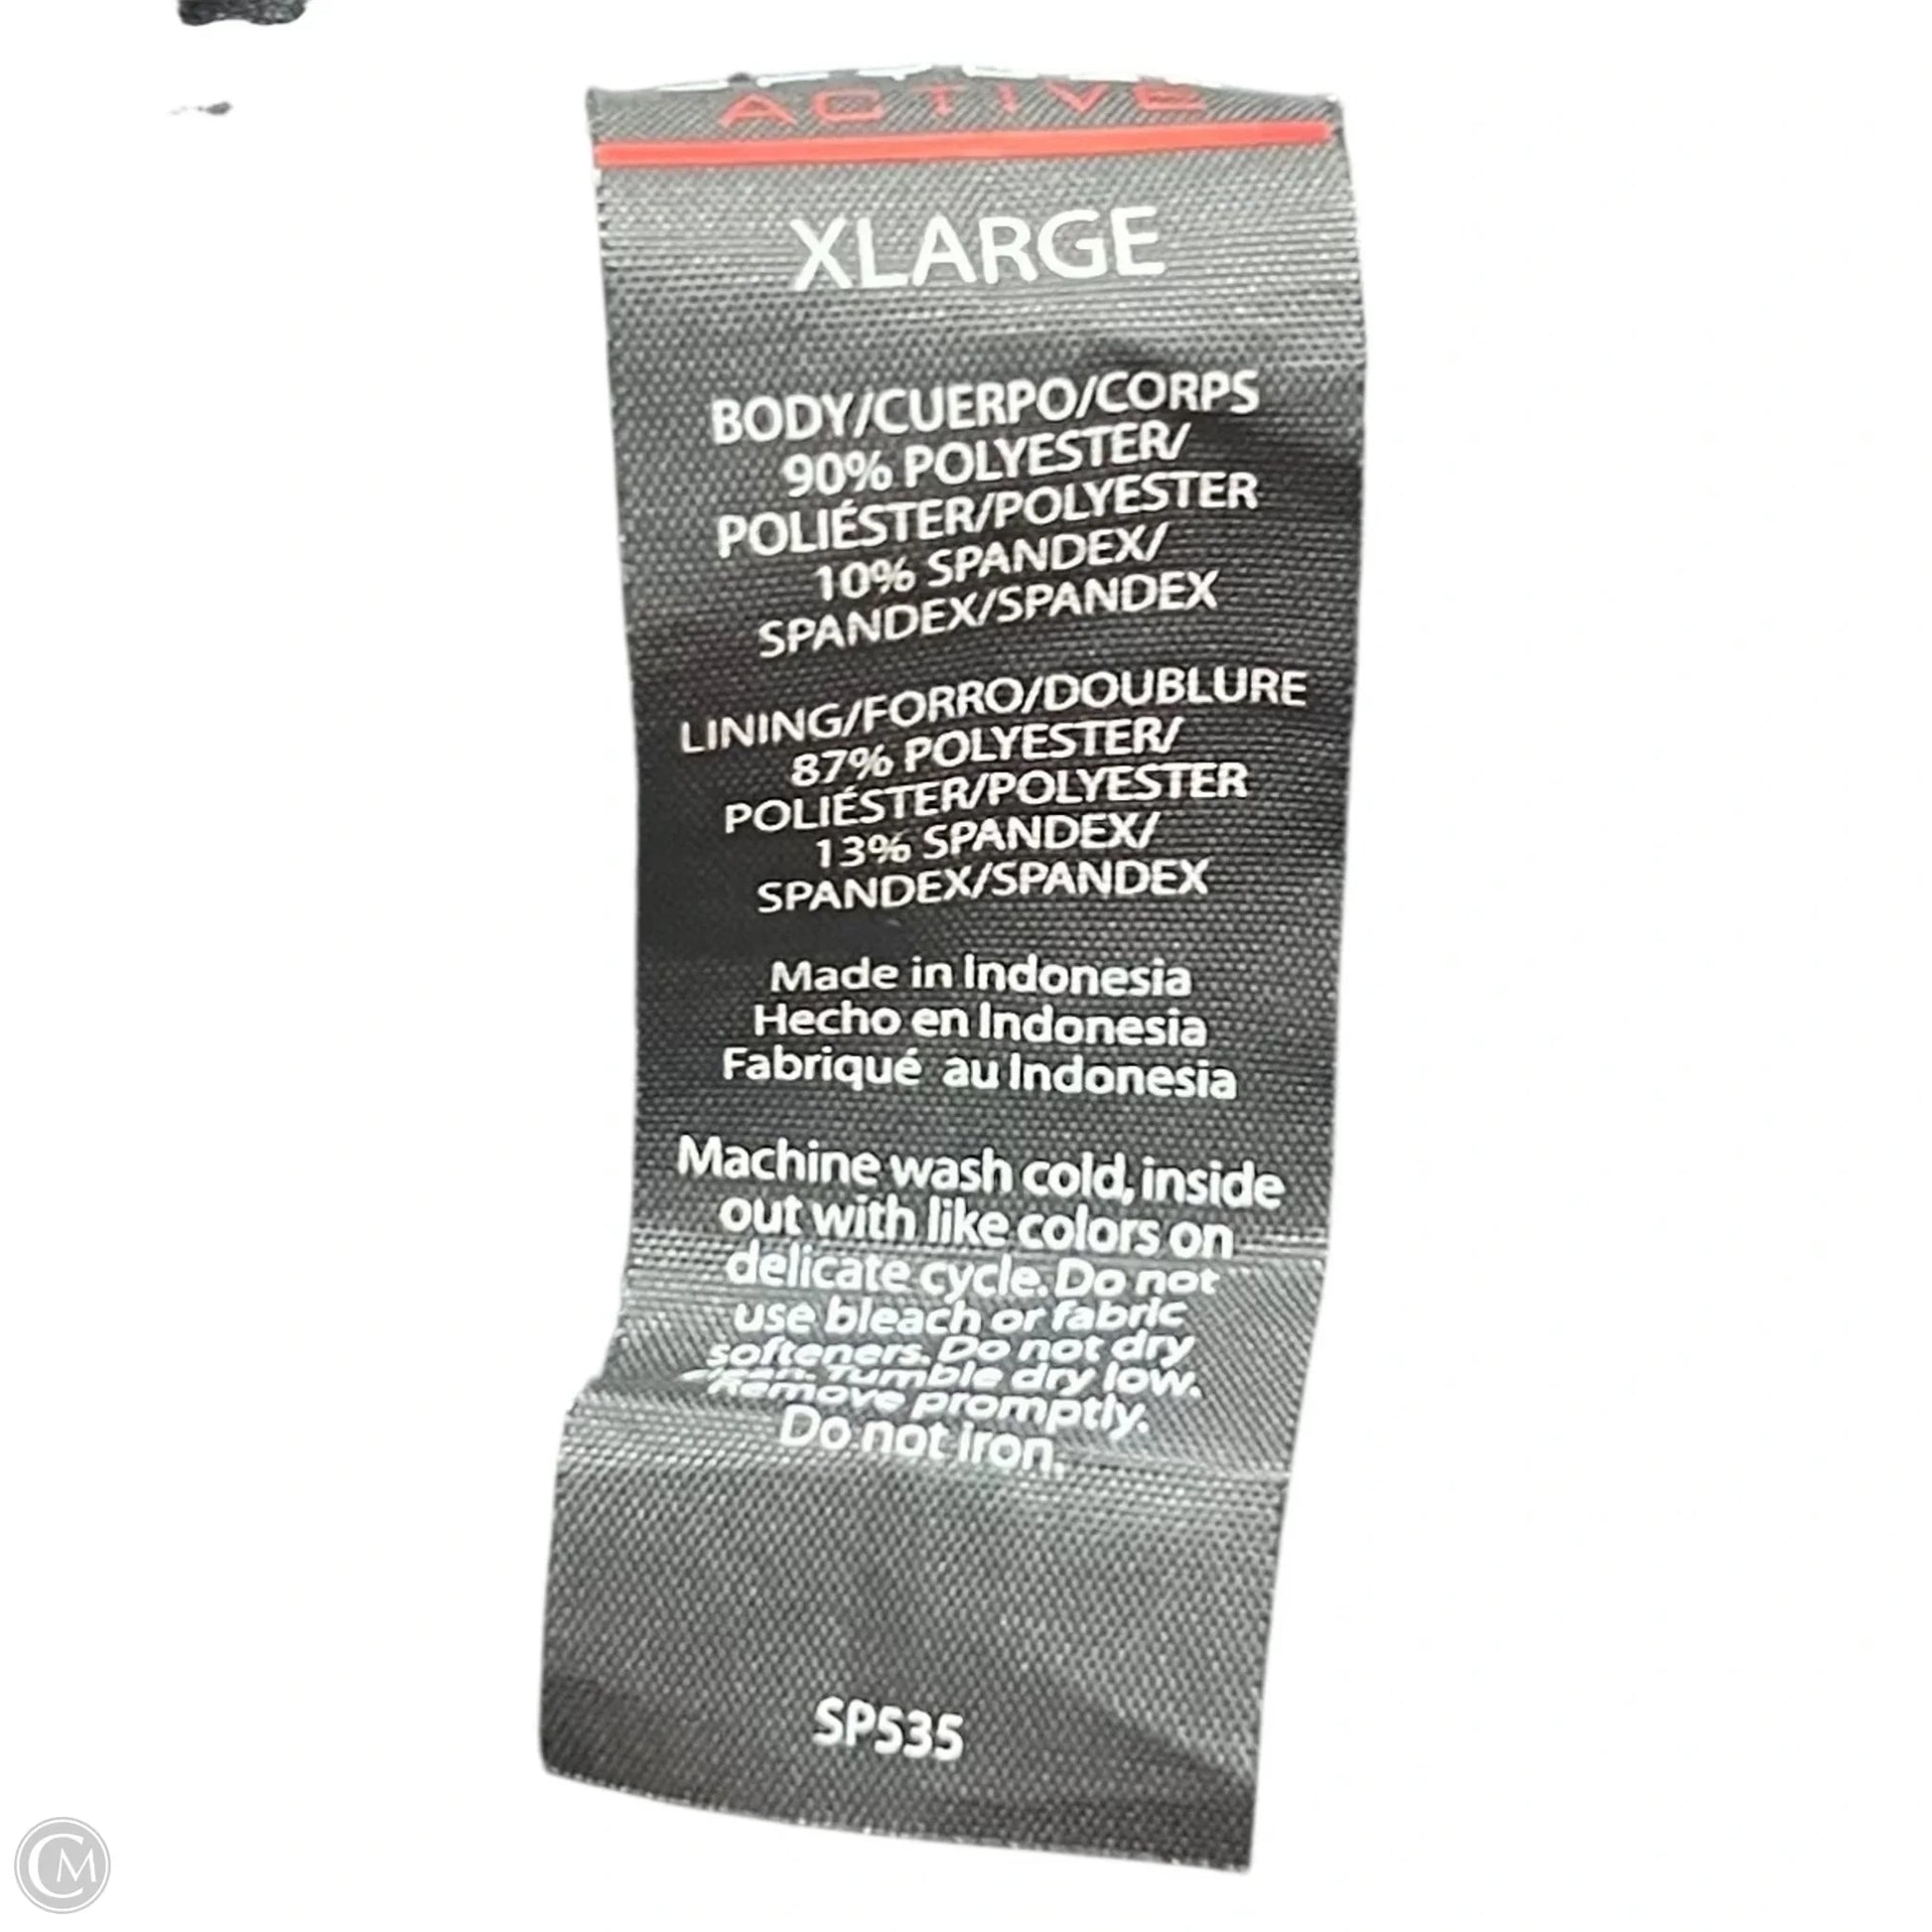 ACTIVE
XLARGE
BODY/CUERPO/CORPS
90% POLYESTER/
POLIÉSTER/POLYESTER
10% SPANDEX/
SPANDEX/SPANDEX
LINING/FORRO/DOUBLURE
87% POLYESTER/
POLIÉSTER/POLYESTER
13% SPANDEX/
SPANDEX/SPANDEX
Made in Indonesia
Hecho en Indonesia
Fabriqué au Indonesia
Machine wash cold, inside
out with like colors on
delicate cycle. Do not
use bleach or fabric
softeners. Do not dry
Tumble dry low.
Remove promptly.
Do not iron.
SP535
CM